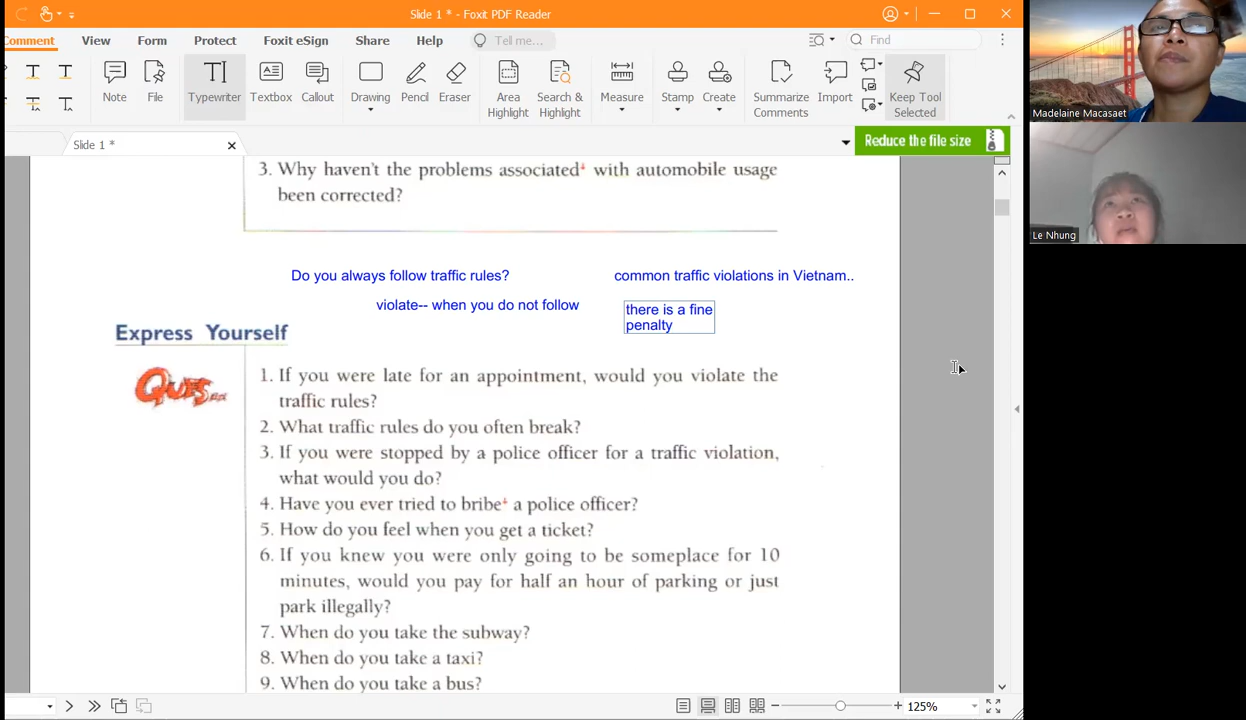 Slide 1 * - Foxit PDF Reader
Comment View Form Protect Foxit eSign Share Help Tell me... Find
Note File Typewriter Textbox Callout Drawing Pencil Eraser Area Highlight Search & Highlight Measure Stamp Create Summarize Comments Import Keep Tool Selected
Slide 1 *
Reduce the file size
Madelaine Macasaet
Le Nhung
3. Why haven't the problems associated with automobile usage
been corrected?
Do you always follow traffic rules?
common traffic violations in Vietnam..
violate-- when you do not follow
there is a fine
penalty
Express Yourself
1. If you were late for an appointment, would you violate the
traffic rules?
2. What traffic rules do you often break?
3. If you were stopped by a police officer for a traffic violation,
what would you do?
4. Have you ever tried to bribe a police officer?
5. How do you feel when you get a ticket?
6. If you knew you were only going to be someplace for 10
minutes, would you pay for half an hour of parking or just
park illegally?
7. When do you take the subway?
8. When do you take a taxi?
9. When do you take a bus?
125%